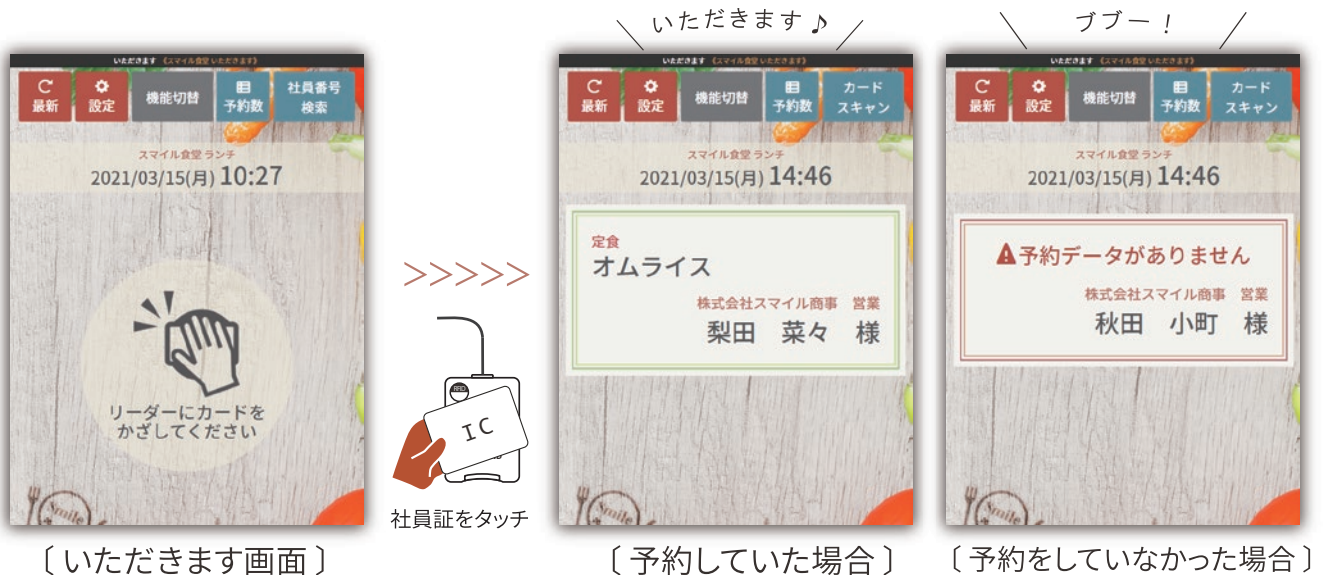 いただきます♪
ブブー！
いただきます 《スマイル食堂 いただきます》
最新
設定
機能切替
予約数
社員番号
検索
スマイル食堂 ランチ
2021/03/15(月) 10:27
リーダーにカードを
かざしてください
Smile
〔 いただきます画面 〕
>>>>>
IC
社員証をタッチ
いただきます 《スマイル食堂 いただきます》
最新
設定
機能切替
予約数
カード
スキャン
スマイル食堂 ランチ
2021/03/15(月) 14:46
定食
オムライス
株式会社スマイル商事 営業
梨田 菜々 様
Smile
〔 予約していた場合 〕
いただきます 《スマイル食堂 いただきます》
最新
設定
機能切替
予約数
カード
スキャン
スマイル食堂 ランチ
2021/03/15(月) 14:46
予約データがありません
株式会社スマイル商事 営業
秋田 小町 様
Smile
〔 予約をしていなかった場合 〕